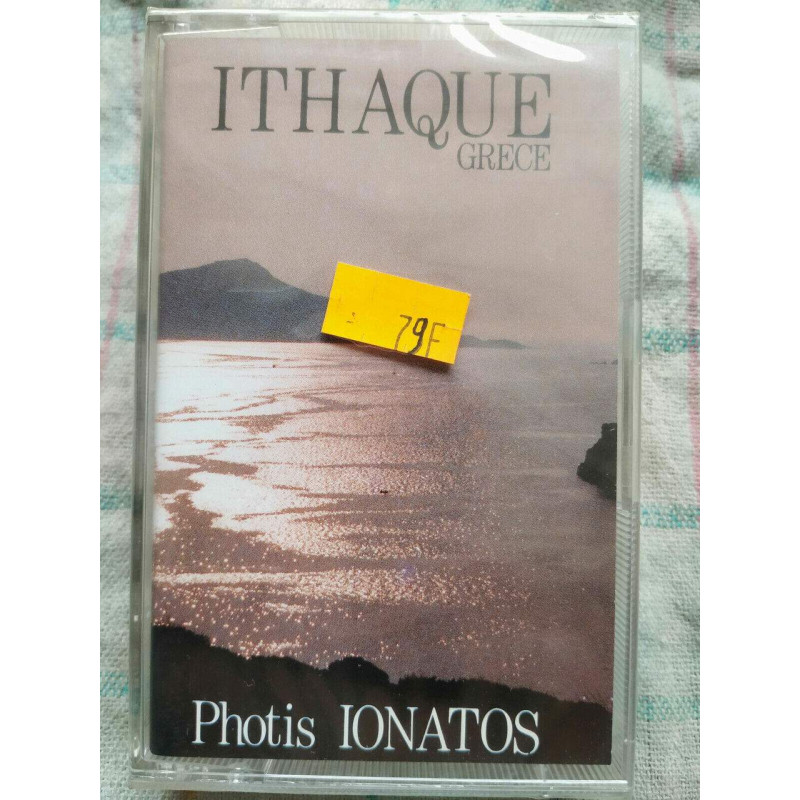 ITHAQUE
GRECE
79F
Photis IONATOS